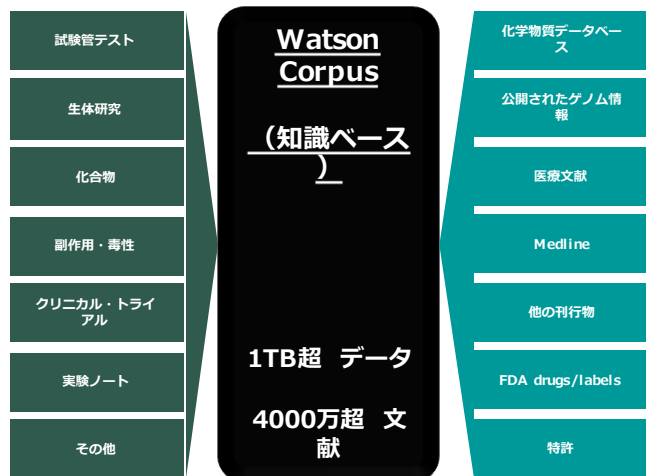 試験管テスト
生体研究
化合物
副作用・毒性
クリニカル・トライ
アル
実験ノート
その他
Watson
Corpus
（知識ベース
）
1TB超 データ
4000万超 文
献
化学物質データベー
ス
公開されたゲノム情
報
医療文献
Medline
他の刊行物
FDA drugs/labels
特許